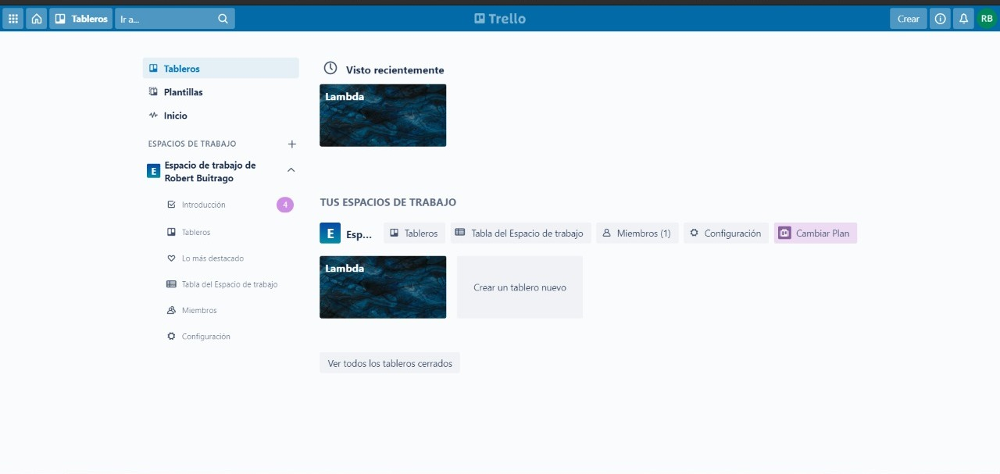 Tableros
Ir a...
Trello
Crear
RB
Tableros
Plantillas
Inicio
ESPACIOS DE TRABAJO
E
Espacio de trabajo de
Robert Buitrago
Introducción
4
Tableros
Lo más destacado
Tabla del Espacio de trabajo
Miembros
Configuración
Visto recientemente
Lambda
TUS ESPACIOS DE TRABAJO
E
Esp...
Tableros
Tabla del Espacio de trabajo
Miembros (1)
Configuración
Cambiar Plan
Lambda
Crear un tablero nuevo
Ver todos los tableros cerrados